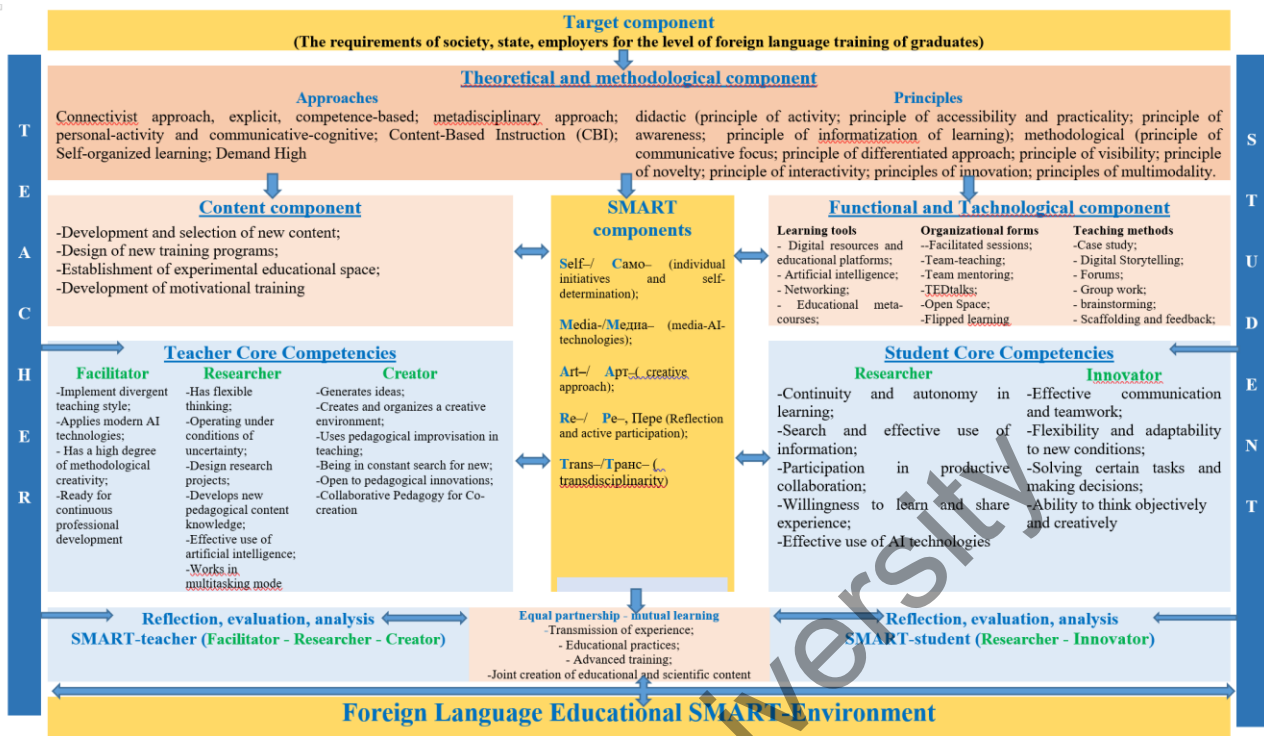 Target component
(The requirements of society, state, employers for the level of foreign language training of graduates)
Theoretical and methodological component
Approaches
Connectivist approach, explicit, competence-based; metadisciplinary approach;
personal-activity and communicative-cognitive; Content-Based Instruction (CBI);
Self-organized learning; Demand High
Principles
didactic (principle of activity; principle of accessibility and practicality; principle of
awareness; principle of informatization of learning); methodological (principle of
communicative focus; principle of differentiated approach; principle of visibility; principle
of novelty; principle of interactivity; principles of innovation; principles of multimodality.
T
E
A
C
H
E
R
Content component
-Development and selection of new content;
-Design of new training programs;
-Establishment of experimental educational space;
-Development of motivational training
SMART
components
Self–/ Само– (individual
initiatives and self-
determination);
Media-/Медиа– (media-AI-
technologies);
Art–/ Арт–( creative
approach);
Re–/ Ре–, Пере (Reflection
and active participation);
Trans–/Транс– (
transdisciplinarity)
Functional and Tachnological component
Learning tools
- Digital resources and
educational platforms;
- Artificial intelligence;
- Networking;
- Educational meta-
courses;
Organizational forms
--Facilitated sessions;
-Team-teaching;
-Team mentoring;
-TEDtalks;
-Open Space;
-Flipped learning
Teaching methods
-Case study;
- Digital Storytelling;
- Forums;
- Group work;
- brainstorming;
- Scaffolding and feedback;
S
T
U
D
E
N
T
Teacher Core Competencies
Facilitator
-Implement divergent
teaching style;
-Applies modern AI
technologies;
- Has a high degree
of methodological
creativity;
-Ready for
continuous
professional
development
Researcher
-Has flexible
thinking;
-Operating under
conditions of
uncertainty;
-Design research
projects;
-Develops new
pedagogical content
knowledge;
-Effective use of
artificial intelligence;
-Works in
multitasking mode
Creator
-Generates ideas;
-Creates and organizes a creative
environment;
-Uses pedagogical improvisation in
teaching;
-Being in constant search for new;
-Open to pedagogical innovations;
-Collaborative Pedagogy for Co-
creation
Student Core Competencies
Researcher
-Continuity and autonomy in
learning;
-Search and effective use of
information;
-Participation in productive
collaboration;
-Willingness to learn and share
experience;
-Effective use of AI technologies
Innovator
-Effective communication
and teamwork;
-Flexibility and adaptability
to new conditions;
-Solving certain tasks and
making decisions;
-Ability to think objectively
and creatively
Reflection, evaluation, analysis
SMART-teacher (Facilitator - Researcher - Creator)
Equal partnership - mutual learning
-Transmission of experience;
- Educational practices;
- Advanced training;
-Joint creation of educational and scientific content
Reflection, evaluation, analysis
SMART-student (Researcher - Innovator)
Foreign Language Educational SMART-Environment
versity